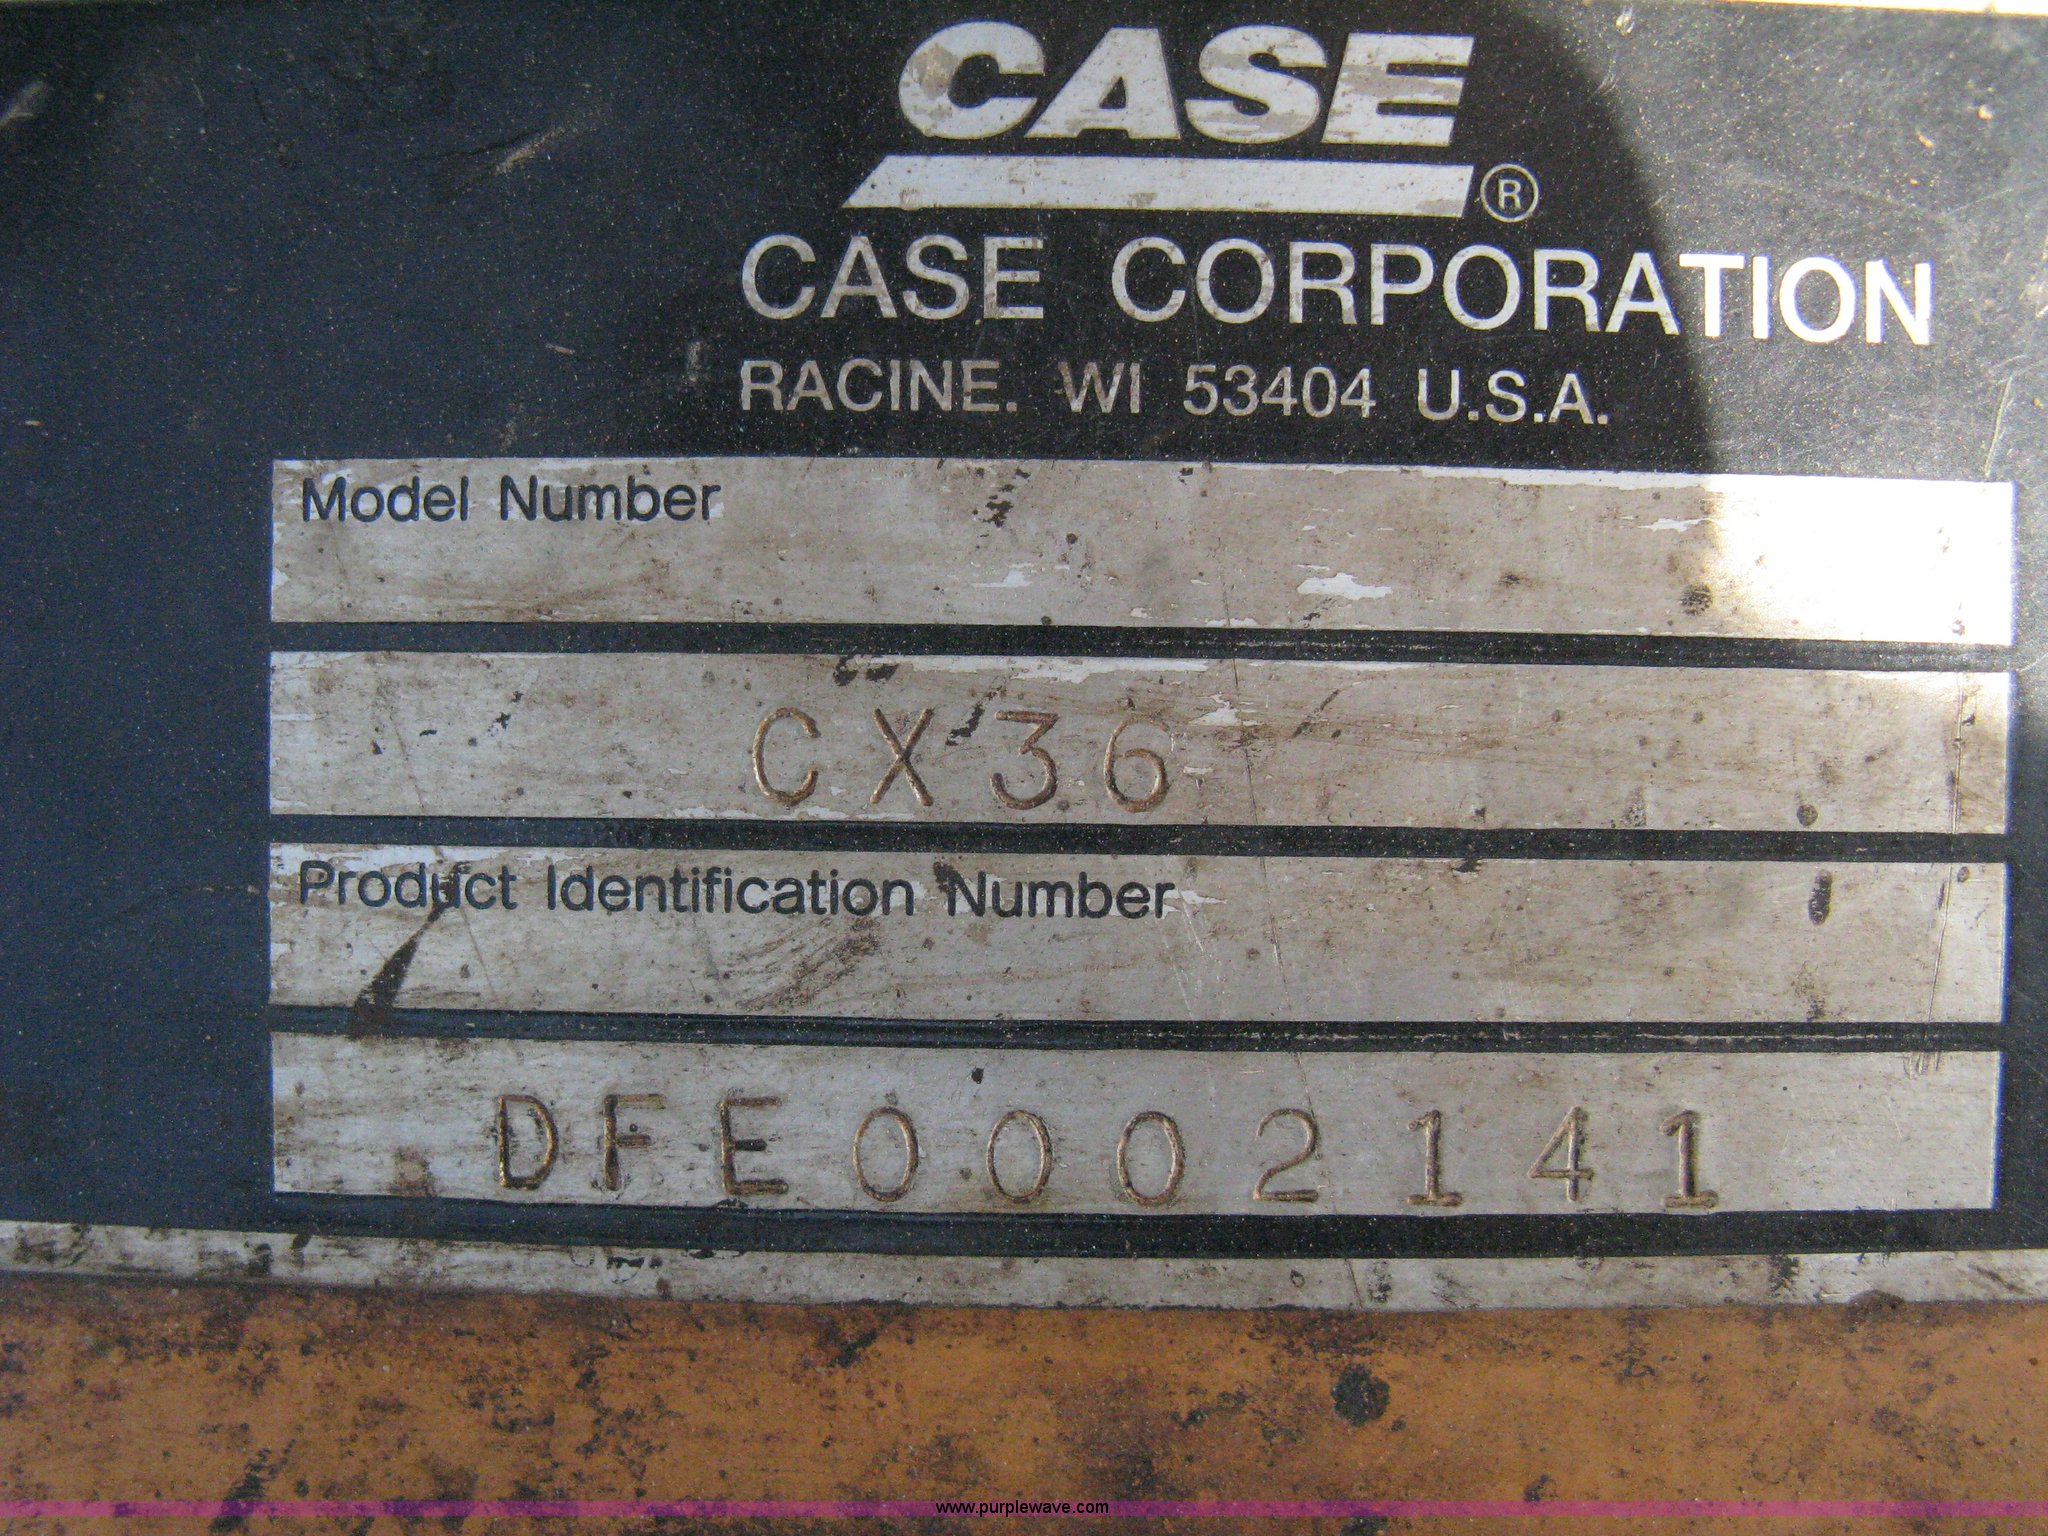 CASE
®
CASE CORPORATION
RACINE. WI 53404 U.S.A.
Model Number
CX36
Product Identification Number
DFE0002141
www.purplewave.com